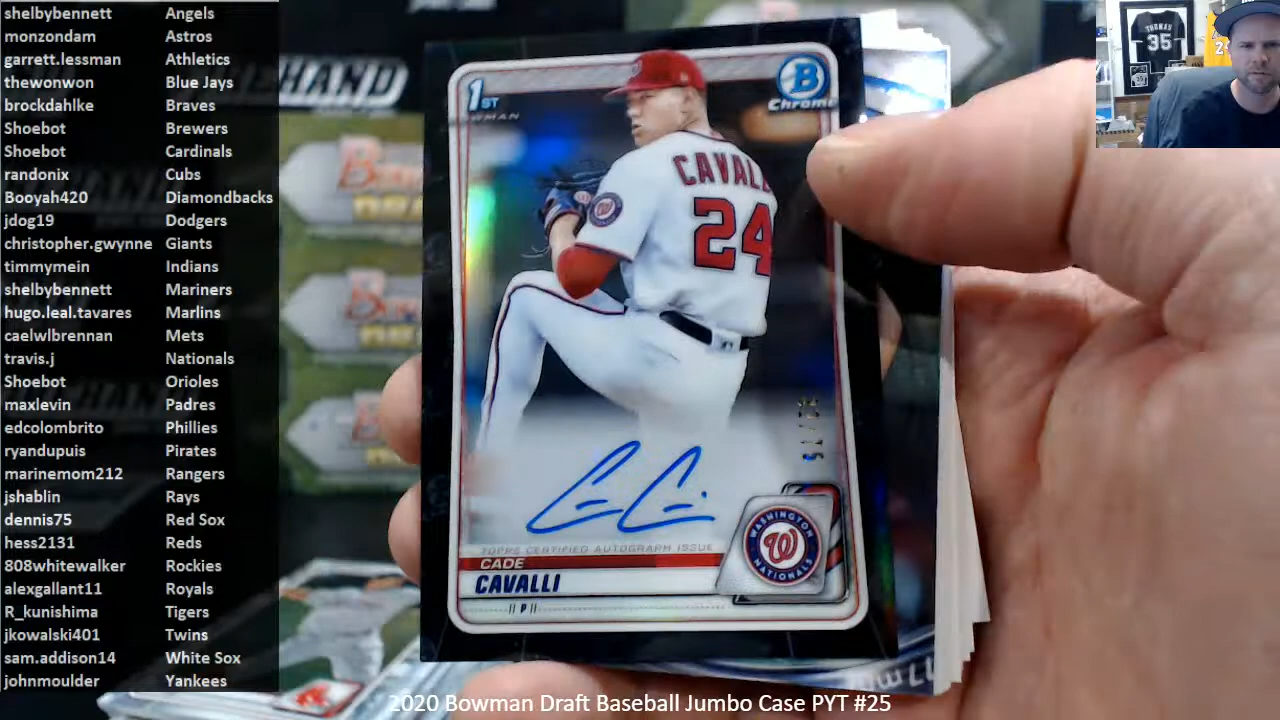 shelbybennett Angels
monzondam Astros
garrett.lessman Athletics
thewonwon Blue Jays
brockdahlke Braves
Shoebot Brewers
Shoebot Cardinals
randonix Cubs
Booyah420 Diamondbacks
jdog19 Dodgers
christopher.gwynne Giants
timmymein Indians
shelbybennett Mariners
hugo.leal.tavares Marlins
caelwlbrennan Mets
travis.j Nationals
Shoebot Orioles
maxlevin Padres
edcolombrito Phillies
ryandupuis Pirates
marinemom212 Rangers
jshablin Rays
dennis75 Red Sox
hess2131 Reds
808whitewalker Rockies
alexgallant11 Royals
R_kunishima Tigers
jkowalski401 Twins
sam.addison14 White Sox
johnmoulder Yankees
1ST
B
Chrome
CAVALL
24
TOPPS CERTIFIED AUTOGRAPH ISSUE
CADE
CAVALLI
P
WASHINGTON
W
NATIONALS
THOMAS
35
2020 Bowman Draft Baseball Jumbo Case PYT #25